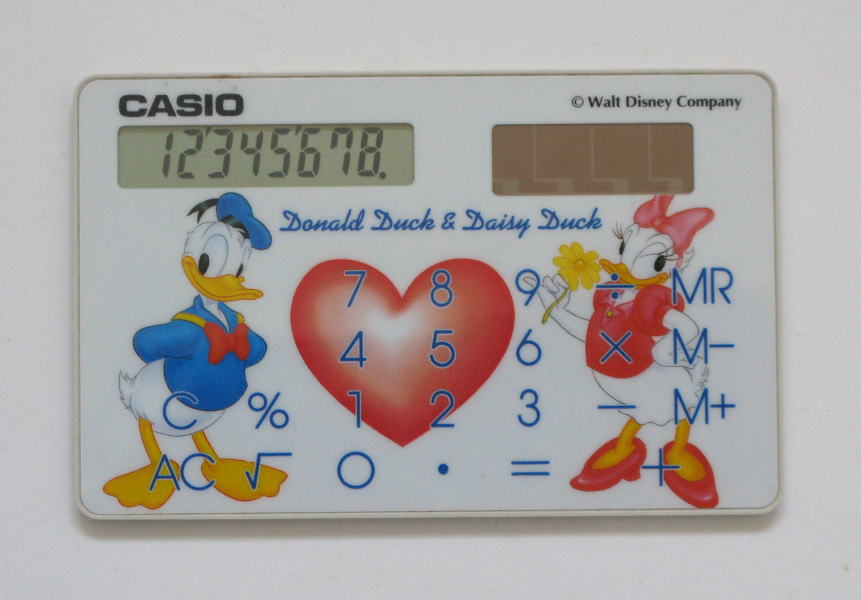 CASIO
© Walt Disney Company
12345678.
Donald Duck & Daisy Duck
7 8 9 ÷ MR
4 5 6 × M−
C % 1 2 3 − M+
AC √ 0 · = +